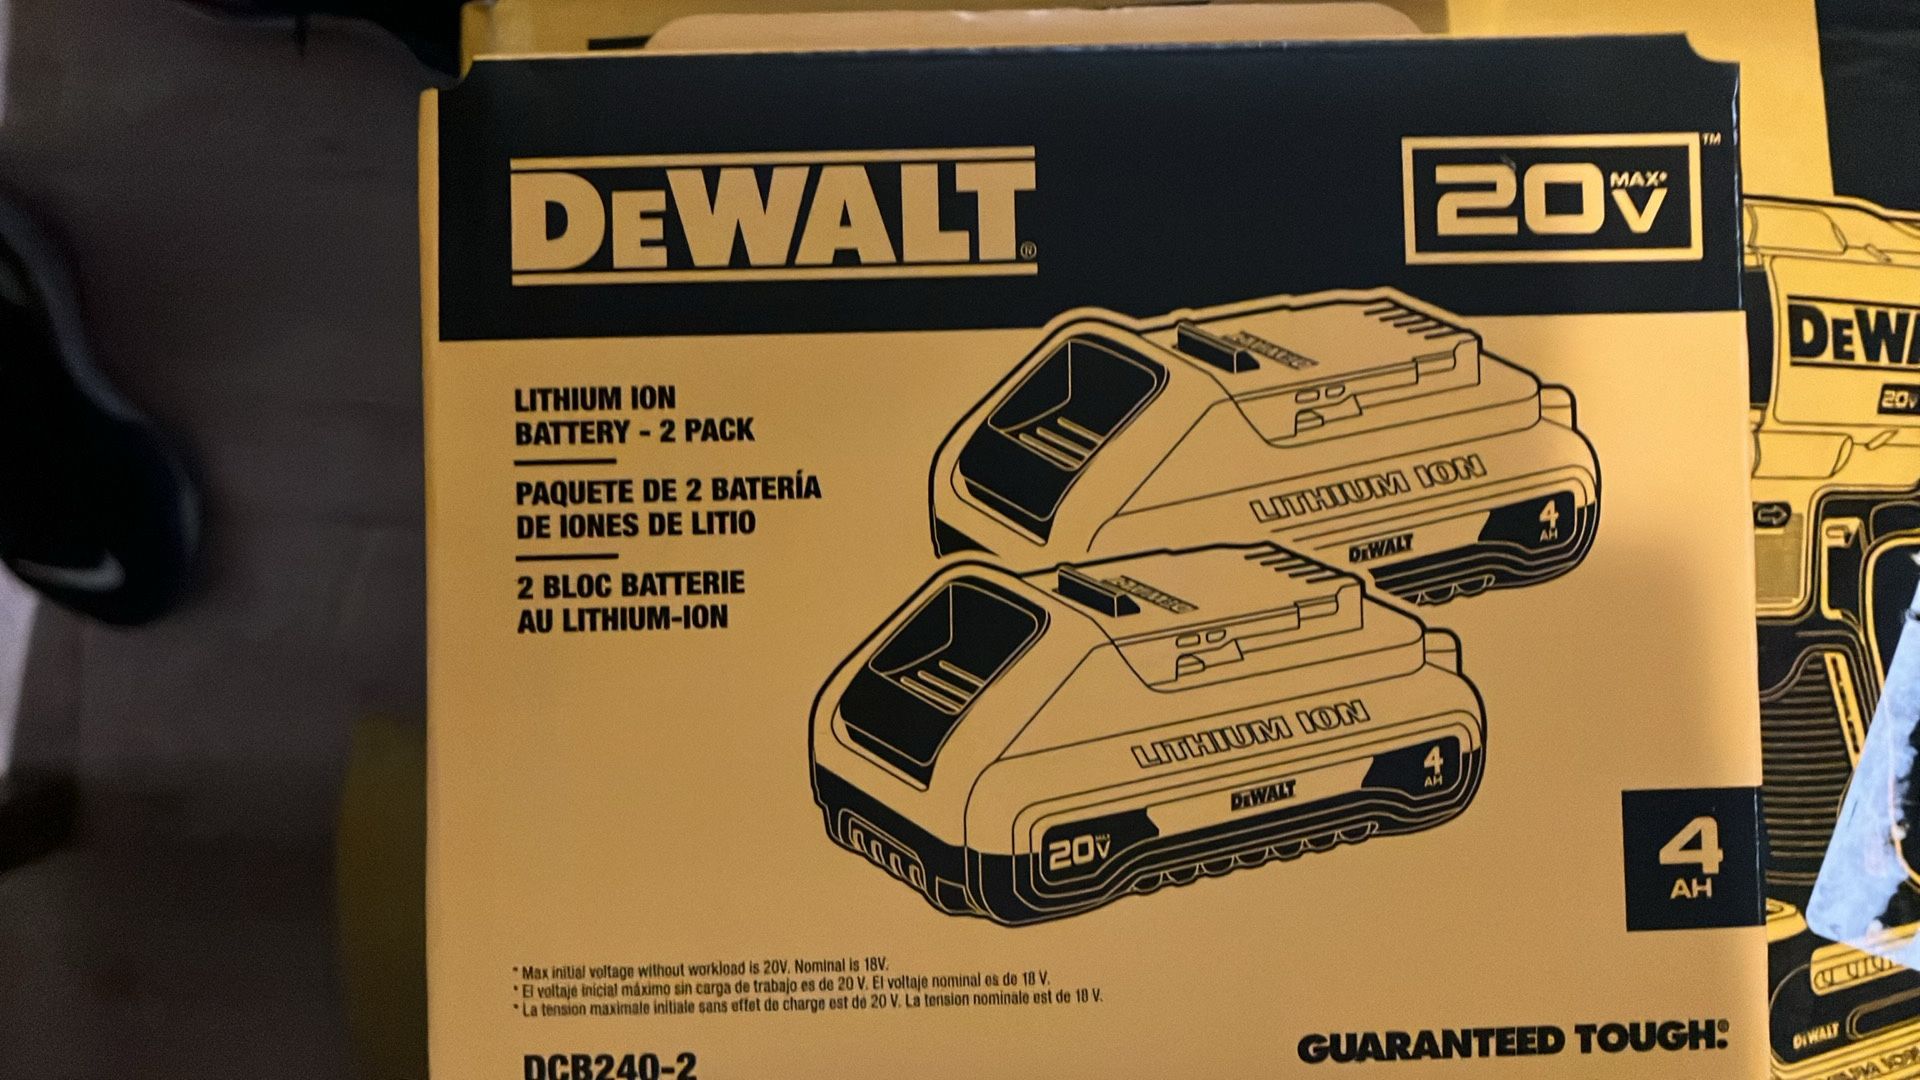 DEWALT®
20V MAX* ™
LITHIUM ION
BATTERY - 2 PACK
PAQUETE DE 2 BATERÍA
DE IONES DE LITIO
2 BLOC BATTERIE
AU LITHIUM-ION
LITHIUM ION
DEWALT
4
AH
LITHIUM ION
DEWALT
4
AH
20V MAX
4
AH
* Max initial voltage without workload is 20V. Nominal is 18V.
* El voltaje inicial máximo sin carga de trabajo es de 20 V. El voltaje nominal es de 18 V.
* La tension maximale initiale sans effet de charge est de 20 V. La tension nominale est de 18 V.
DCB240-2
GUARANTEED TOUGH.®
DEWA
20V
DEWALT